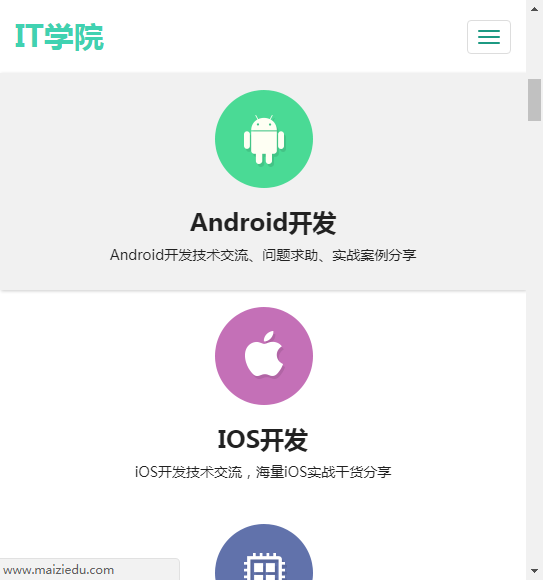 IT学院
Android开发
Android开发技术交流、问题求助、实战案例分享
IOS开发
iOS开发技术交流，海量iOS实战干货分享
www.maiziedu.com